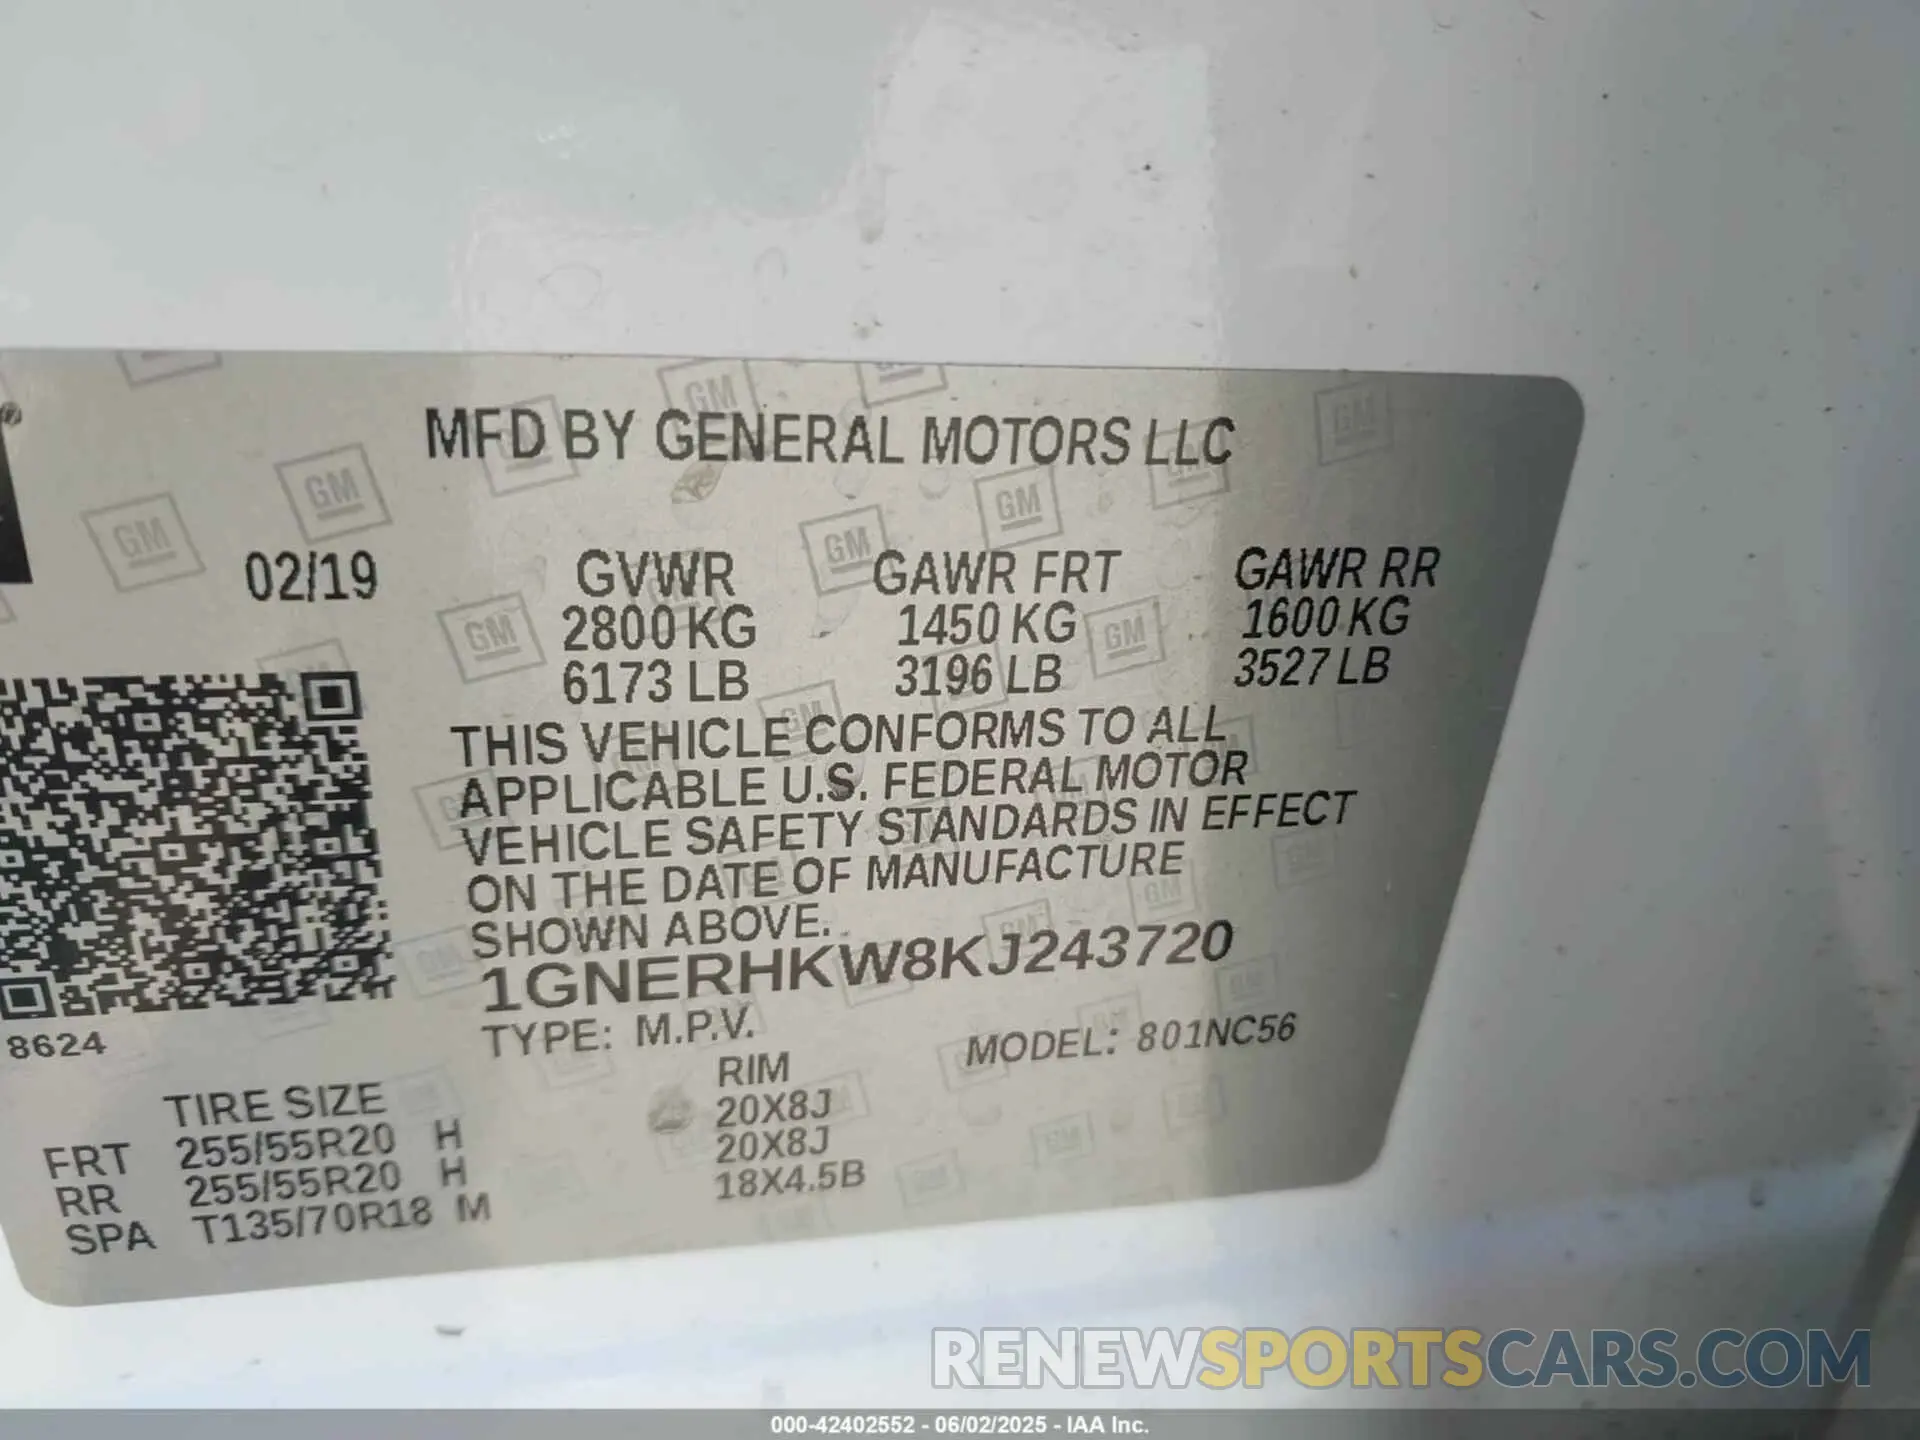 MFD BY GENERAL MOTORS LLC
02/19 GVWR GAWR FRT GAWR RR
2800 KG 1450 KG 1600 KG
6173 LB 3196 LB 3527 LB
THIS VEHICLE CONFORMS TO ALL
APPLICABLE U.S. FEDERAL MOTOR
VEHICLE SAFETY STANDARDS IN EFFECT
ON THE DATE OF MANUFACTURE
SHOWN ABOVE.
1GNERHKW8KJ243720
8624
TYPE: M.P.V. MODEL: 801NC56
TIRE SIZE RIM
FRT 255/55R20 H 20X8J
RR 255/55R20 H 20X8J
SPA T135/70R18 M 18X4.5B
RENEWSPORTSCARS.COM
000-42402552 - 06/02/2025 - IAA Inc.